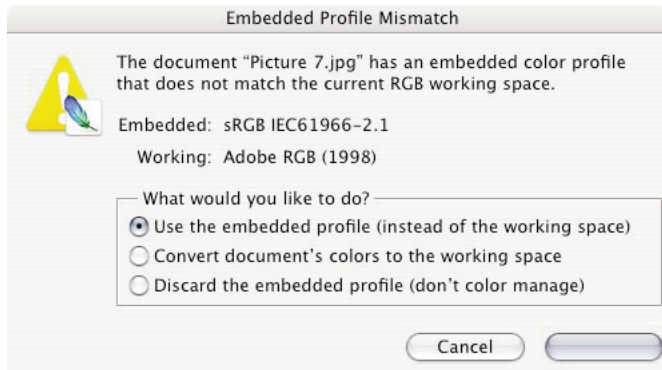 Embedded Profile Mismatch
The document “Picture 7.jpg” has an embedded color profile
that does not match the current RGB working space.
Embedded: sRGB IEC61966-2.1
Working: Adobe RGB (1998)
What would you like to do?
Use the embedded profile (instead of the working space)
Convert document's colors to the working space
Discard the embedded profile (don't color manage)
Cancel